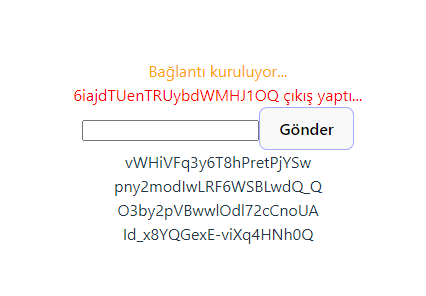 Bağlantı kuruluyor...
6iajdTUenTRUybdWMHJ1OQ çıkış yaptı...
Gönder
vWHiVFq3y6T8hPretPjYSw
pny2modIwLRF6WSBLwdQ_Q
O3by2pVBwwlOdl72cCnoUA
Id_x8YQGexE-viXq4HNh0Q